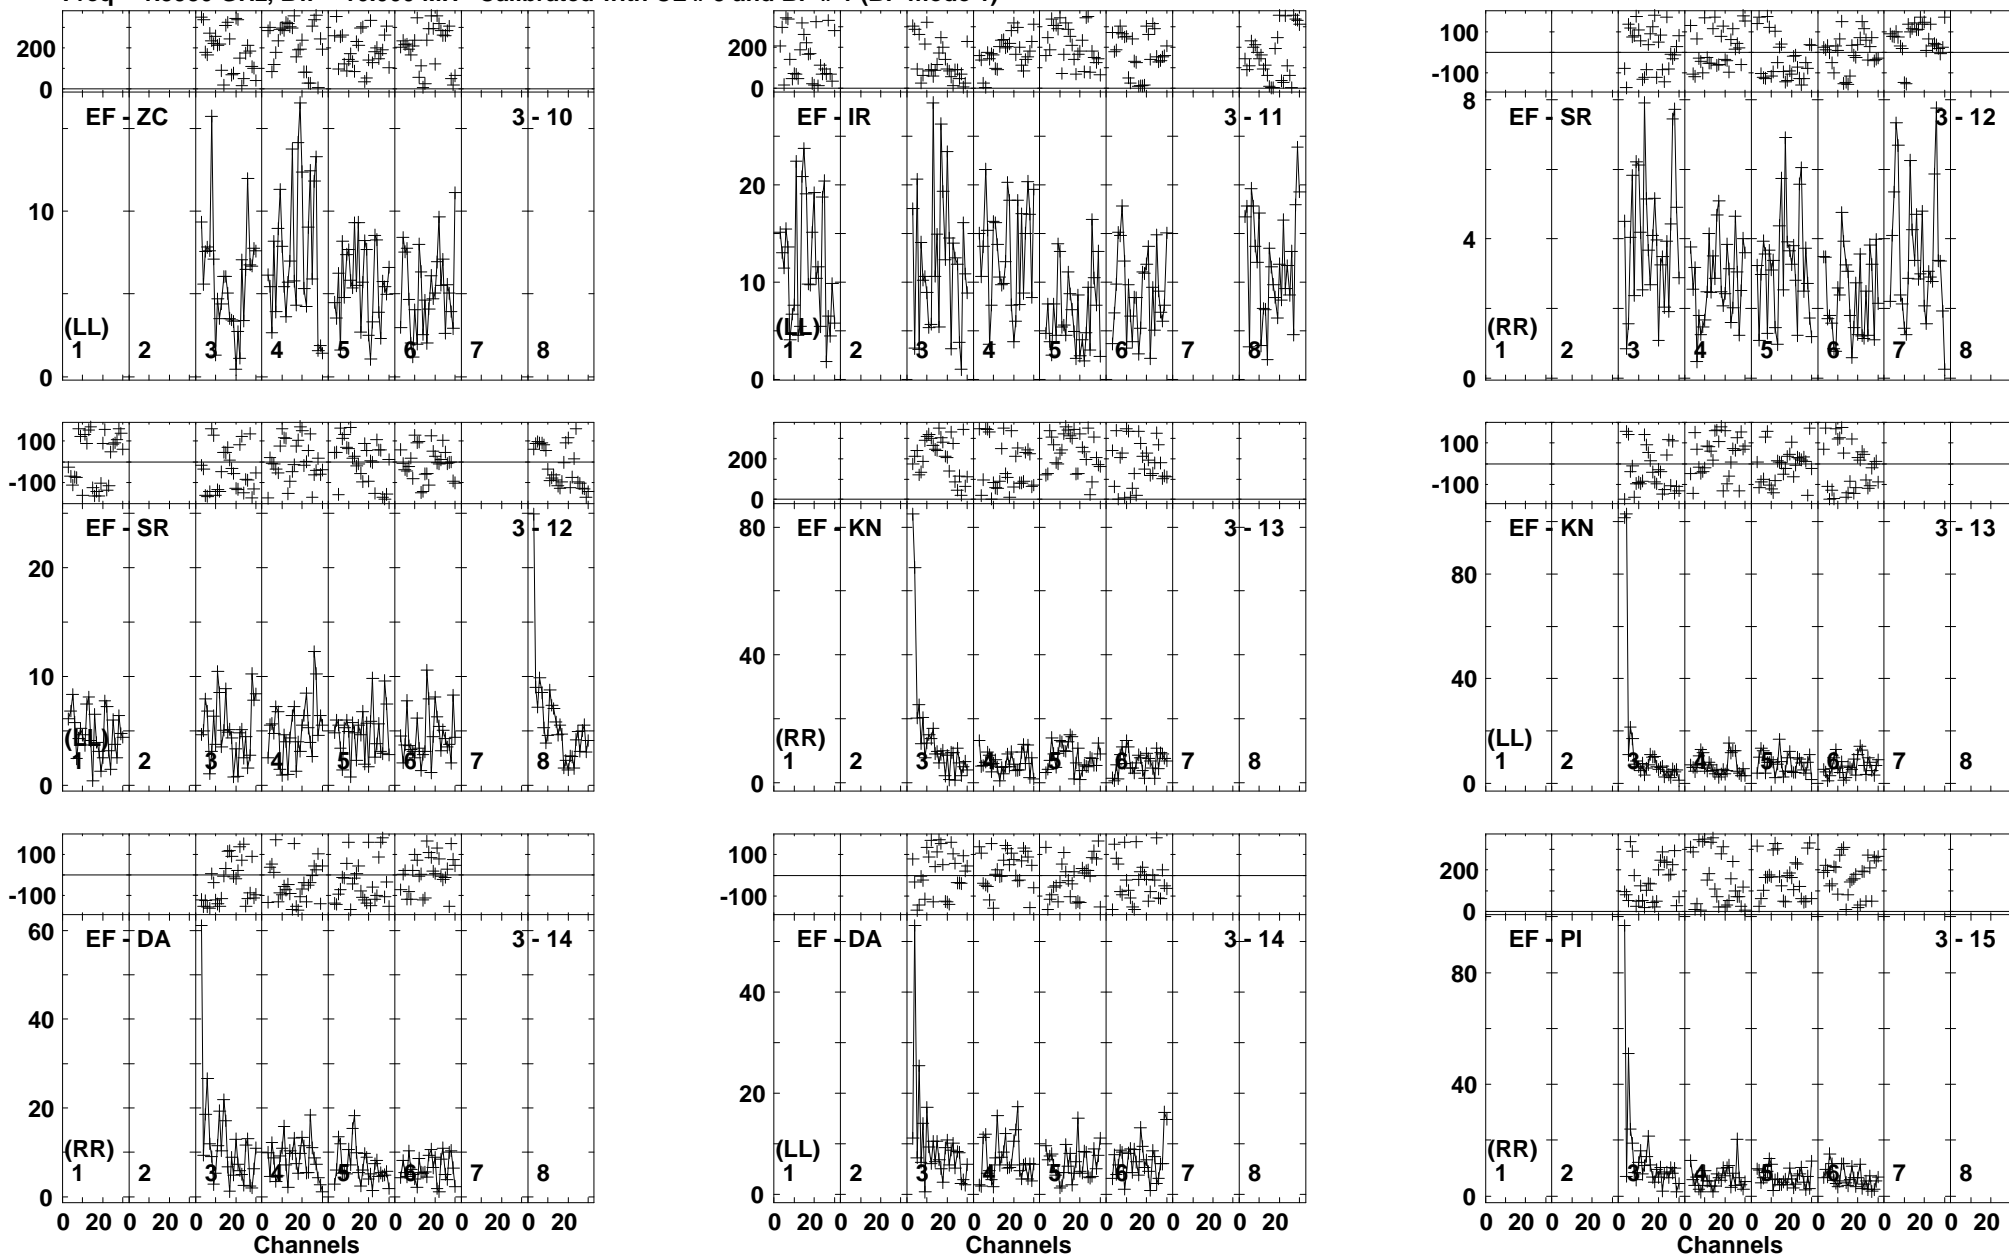 200 0 200 0 100 -100
EF - ZC 3 - 10 EF - IR 3 - 11 EF - SR 3 - 12
10 0 20 10 0 8 4 0
(LL) (LL) (RR)
1 2 3 4 5 6 7 8 1 2 3 4 5 6 7 8 1 2 3 4 5 6 7 8
100 -100 200 0 100 -100
EF - SR 3 - 12 EF - KN 3 - 13 EF - KN 3 - 13
20 10 0 80 40 0 80 40 0
(LL) (RR) (LL)
1 2 3 4 5 6 7 8 1 2 3 4 5 6 7 8 1 2 3 4 5 6 7 8
100 -100 100 -100 200 0
EF - DA 3 - 14 EF - DA 3 - 14 EF - PI 3 - 15
60 40 20 0 40 20 0 80 40 0
(RR) (LL) (RR)
1 2 3 4 5 6 7 8 1 2 3 4 5 6 7 8 1 2 3 4 5 6 7 8
0 20 0 20 0 20 0 20 0 20 0 20 0 20 0 20 0 20 0 20 0 20 0 20 0 20 0 20 0 20 0 20 0 20 0 20 0 20 0 20 0 20 0 20 0 20 0 20
Channels Channels